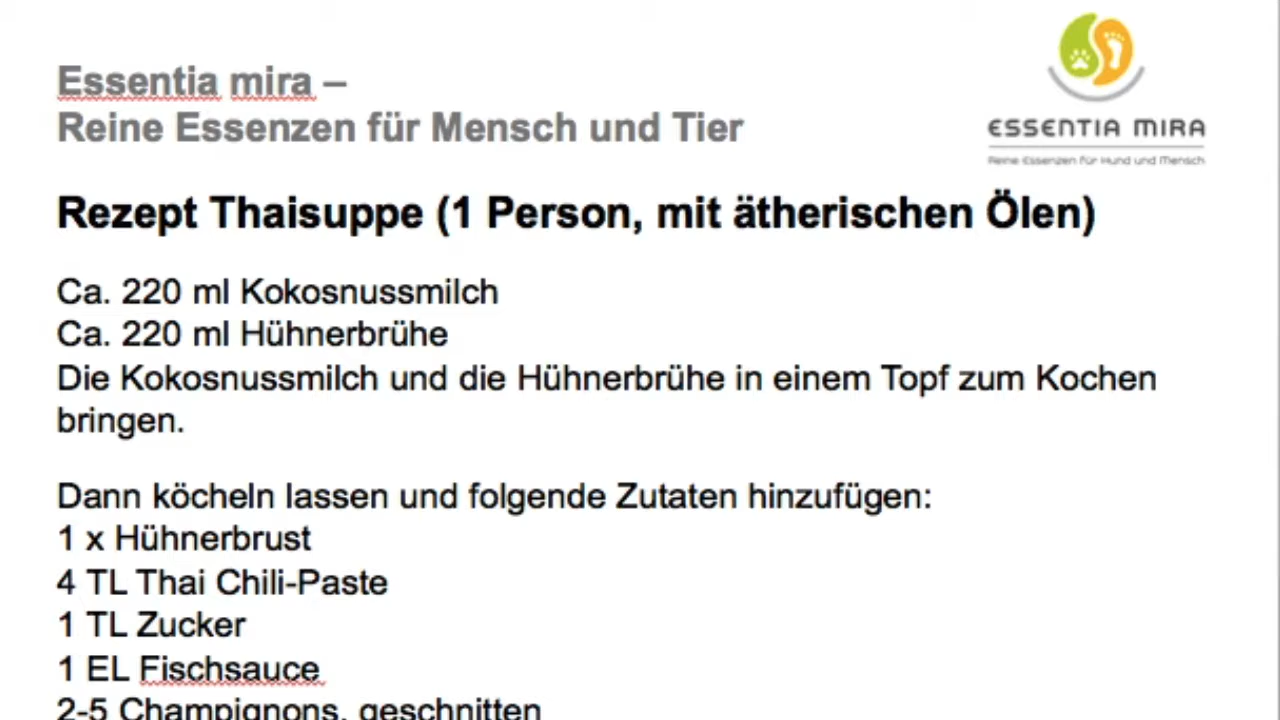 Essentia mira –
Reine Essenzen für Mensch und Tier
ESSENTIA MIRA
Reine Essenzen für Hund und Mensch
Rezept Thaisuppe (1 Person, mit ätherischen Ölen)
Ca. 220 ml Kokosnussmilch
Ca. 220 ml Hühnerbrühe
Die Kokosnussmilch und die Hühnerbrühe in einem Topf zum Kochen
bringen.
Dann köcheln lassen und folgende Zutaten hinzufügen:
1 x Hühnerbrust
4 TL Thai Chili-Paste
1 TL Zucker
1 EL Fischsauce
2-5 Champignons, geschnitten